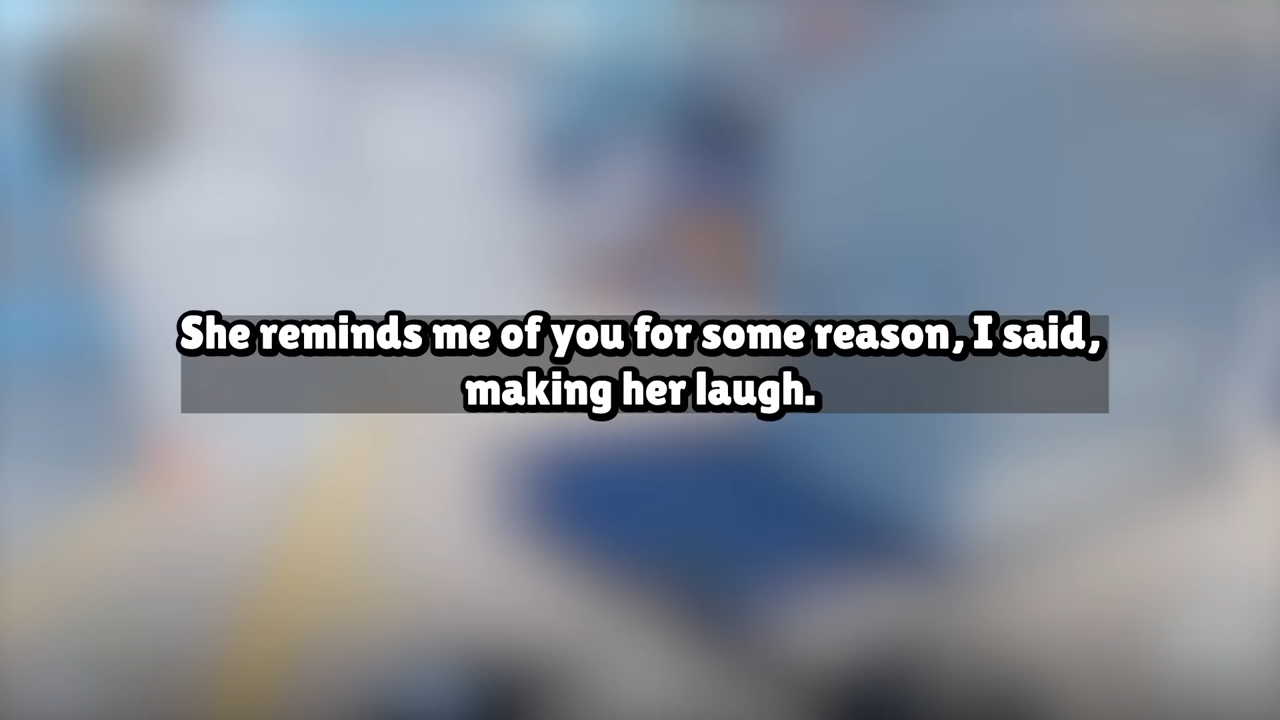 She reminds me of you for some reason, I said,
making her laugh.